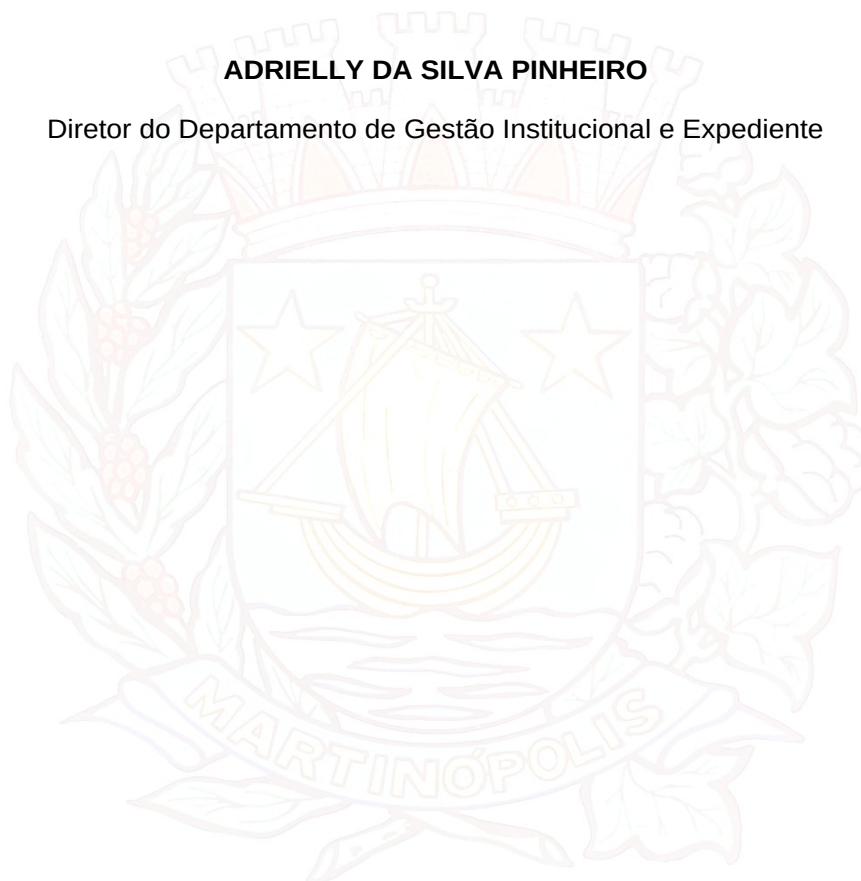 ADRIELLY DA SILVA PINHEIRO
Diretor do Departamento de Gestão Institucional e Expediente
MARTINÓPOLIS